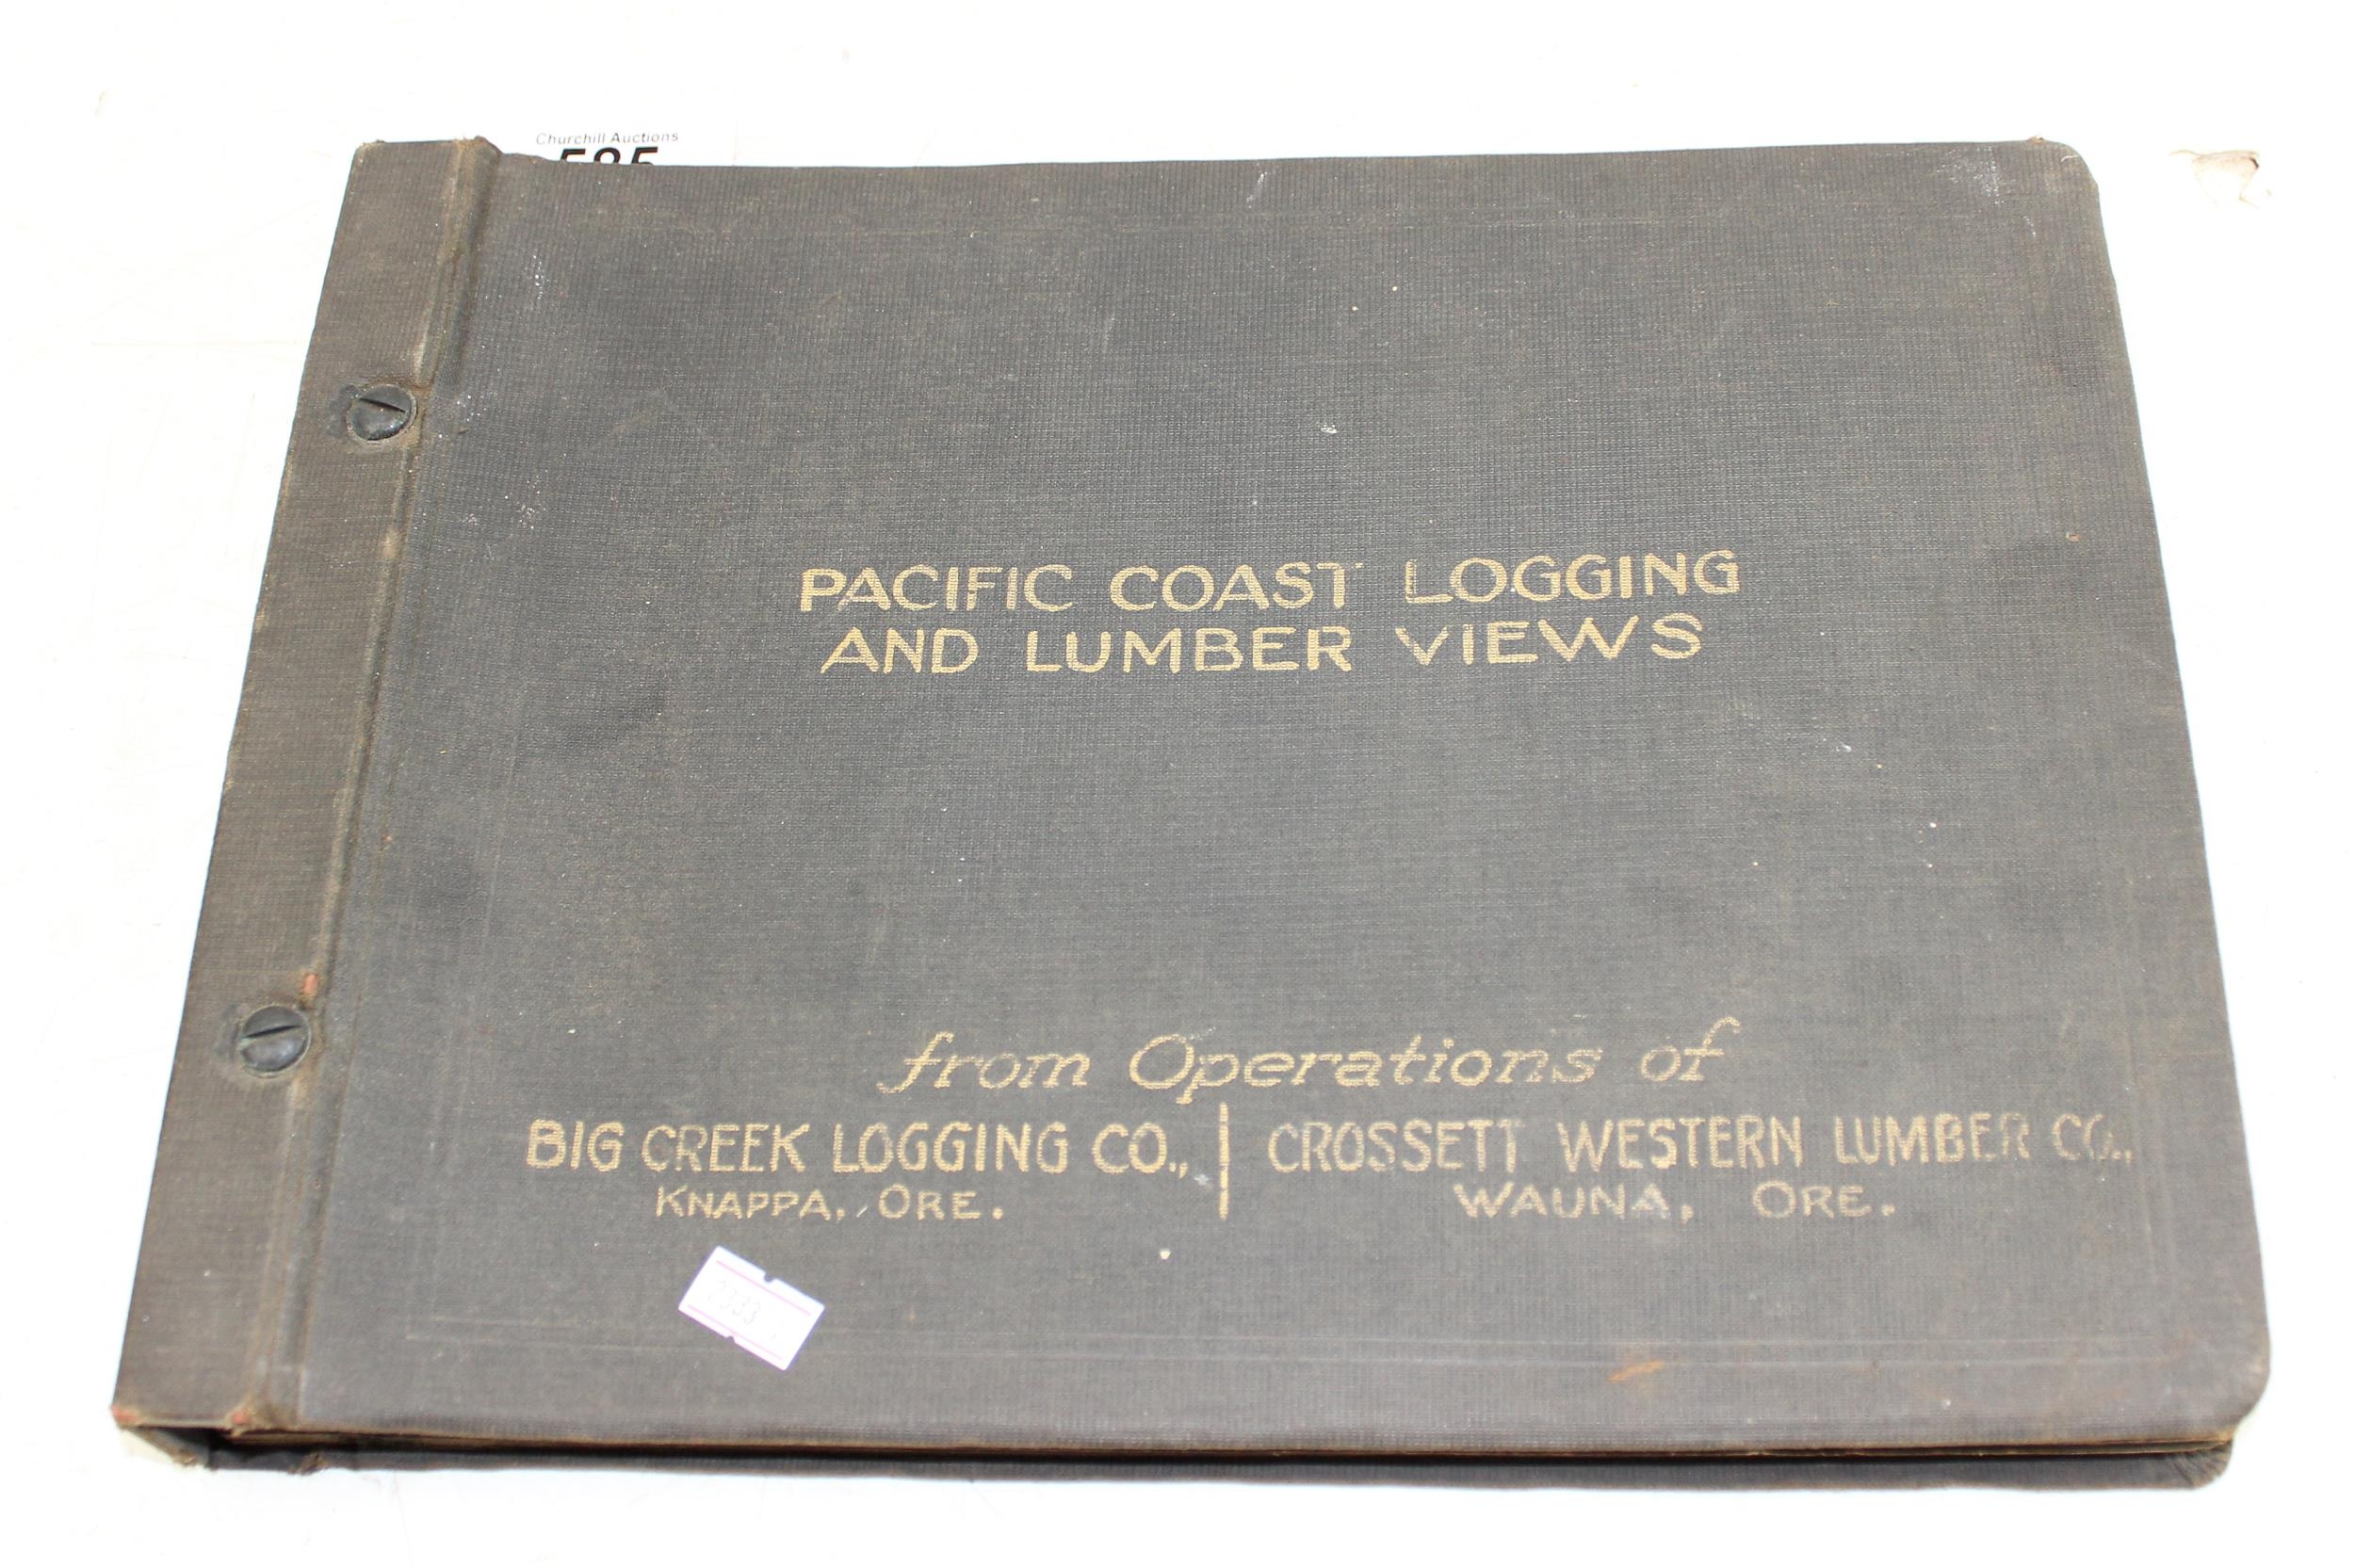 Churchill Auctions
585
PACIFIC COAST LOGGING
AND LUMBER VIEWS
from Operations of
BIG CREEK LOGGING CO.,
KNAPPA, ORE.
CROSSETT WESTERN LUMBER CO.,
WAUNA, ORE.